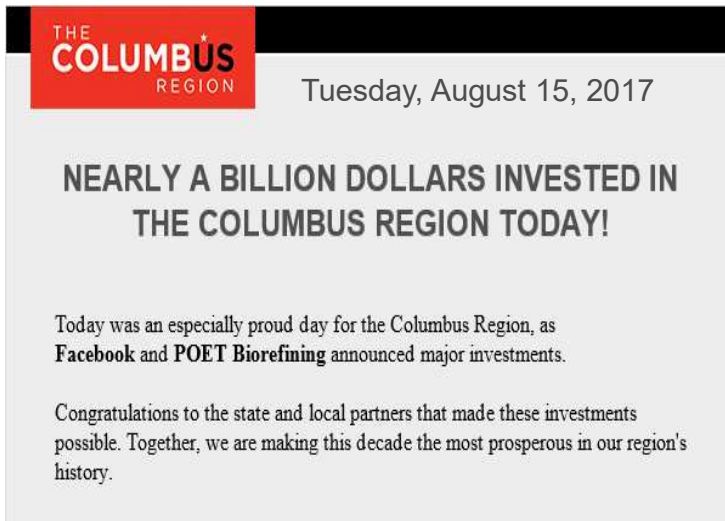 THE
COLUMBUS
REGION
Tuesday, August 15, 2017
NEARLY A BILLION DOLLARS INVESTED IN
THE COLUMBUS REGION TODAY!
Today was an especially proud day for the Columbus Region, as
Facebook and POET Biorefining announced major investments.
Congratulations to the state and local partners that made these investments
possible. Together, we are making this decade the most prosperous in our region's
history.